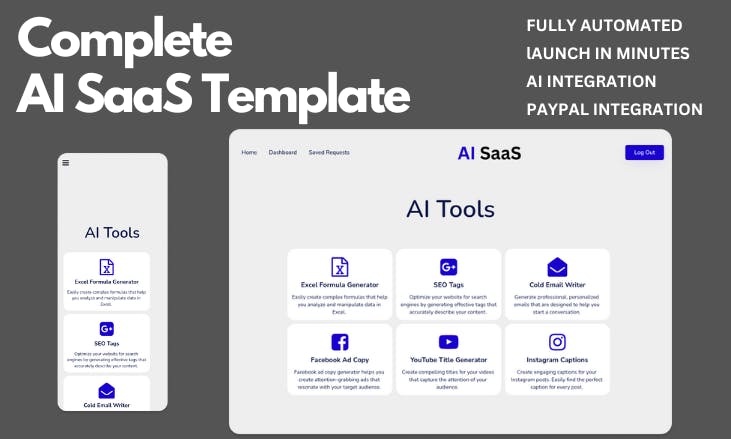 Complete
AI SaaS Template
FULLY AUTOMATED
lAUNCH IN MINUTES
AI INTEGRATION
PAYPAL INTEGRATION
AI Tools
Excel Formula Generator
Easily create complex formulas that help
you analyze and manipulate data in
Excel.
SEO Tags
Optimize your website for search
engines by generating effective tags that
accurately describe your content.
Cold Email Writer
Home
Dashboard
Saved Requests
AI SaaS
Log Out
AI Tools
Excel Formula Generator
Easily create complex formulas that help
you analyze and manipulate data in
Excel.
SEO Tags
Optimize your website for search
engines by generating effective tags that
accurately describe your content.
Cold Email Writer
Generate professional, personalized
emails that are designed to help you
start a conversation.
Facebook Ad Copy
Facebook ad copy generator helps you
create attention-grabbing ads that
resonate with your target audience.
YouTube Title Generator
Create compelling titles for your videos
that capture the attention of your
audience.
Instagram Captions
Create engaging captions for your
Instagram posts. Easily find the perfect
caption for every post.